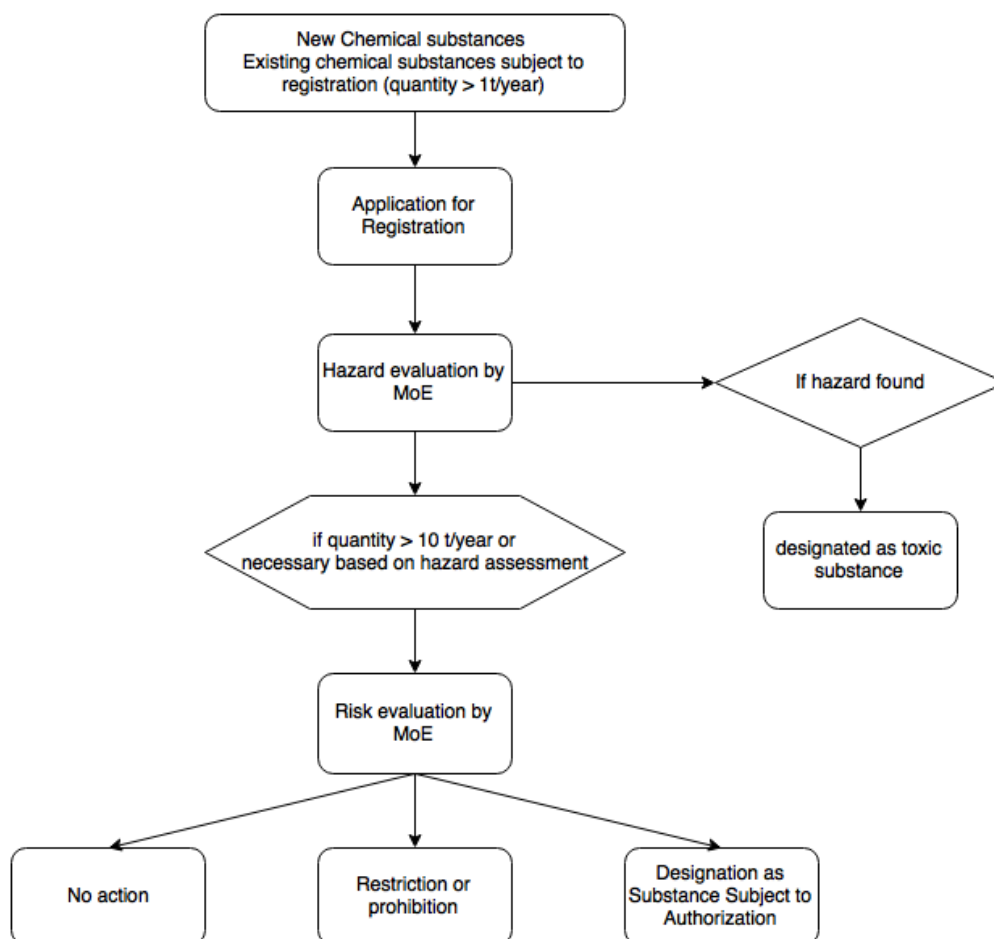 New Chemical substances
Existing chemical substances subject to
registration (quantity > 1t/year)
Application for
Registration
Hazard evaluation by
MoE
If hazard found
if quantity > 10 t/year or
necessary based on hazard assessment
designated as toxic
substance
Risk evaluation by
MoE
No action
Restriction or
prohibition
Designation as
Substance Subject to
Authorization